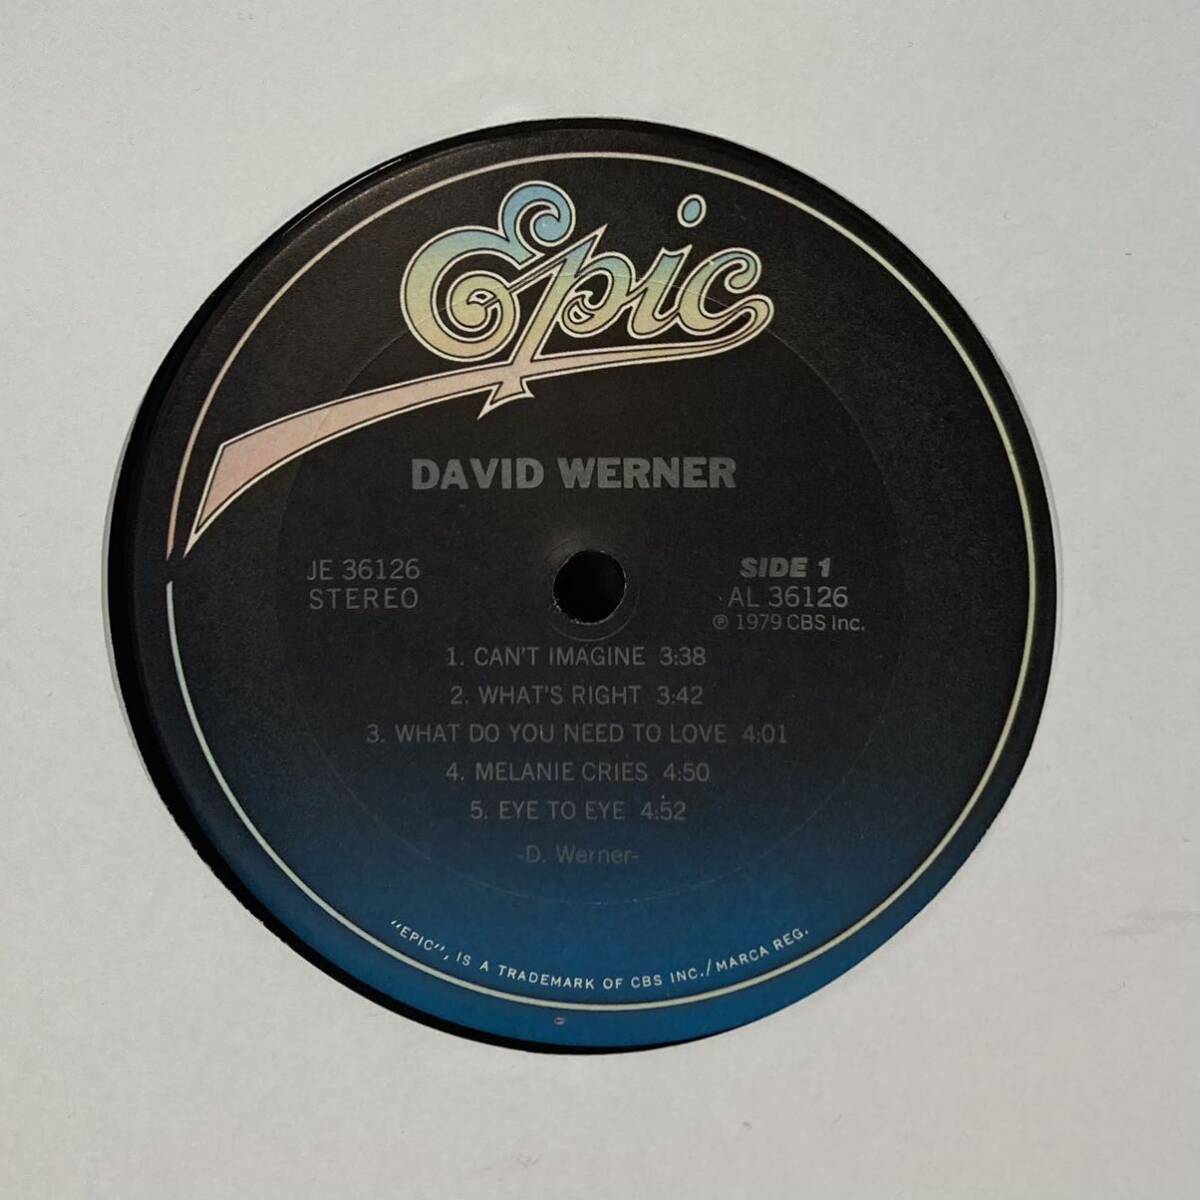 Epic
DAVID WERNER
JE 36126
STEREO
SIDE 1
AL 36126
℗ 1979 CBS Inc.
1. CAN'T IMAGINE 3:38
2. WHAT'S RIGHT 3:42
3. WHAT DO YOU NEED TO LOVE 4:01
4. MELANIE CRIES 4:50
5. EYE TO EYE 4:52
-D. Werner-
"EPIC", IS A TRADEMARK OF CBS INC./MARCA REG.